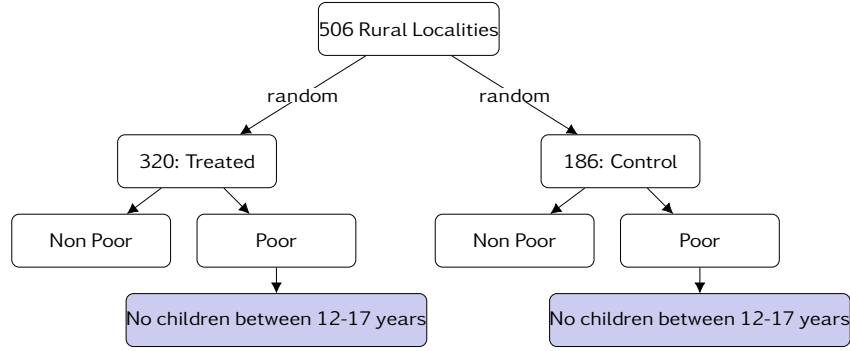 506 Rural Localities
random
random
320: Treated
186: Control
Non Poor
Poor
Non Poor
Poor
No children between 12-17 years
No children between 12-17 years